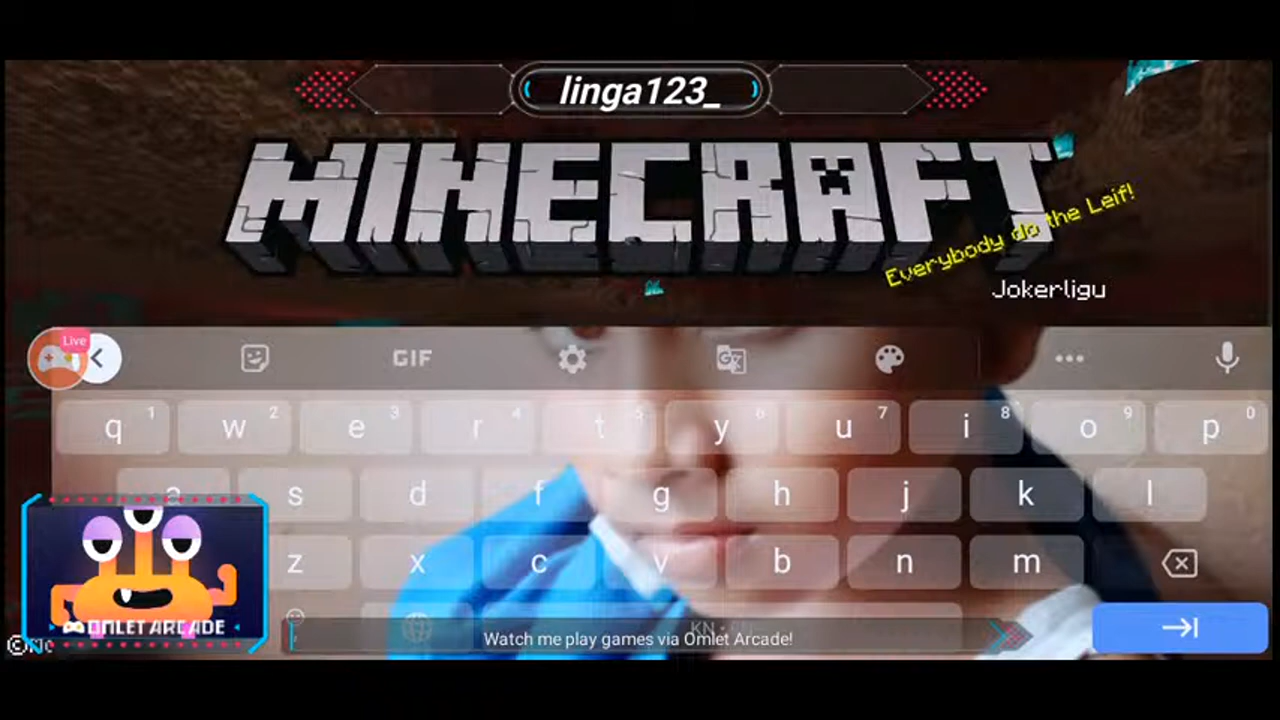 linga123_
MINECRAFT
Everybody do the Leif!
Jokerligu
Live
GIF
q 1 w 2 e 3 r 4 t 5 y 6 u 7 i 8 o 9 p 0
a s d f g h j k l
z x c v b n m
OMLET ARCADE
Watch me play games via Omlet Arcade!